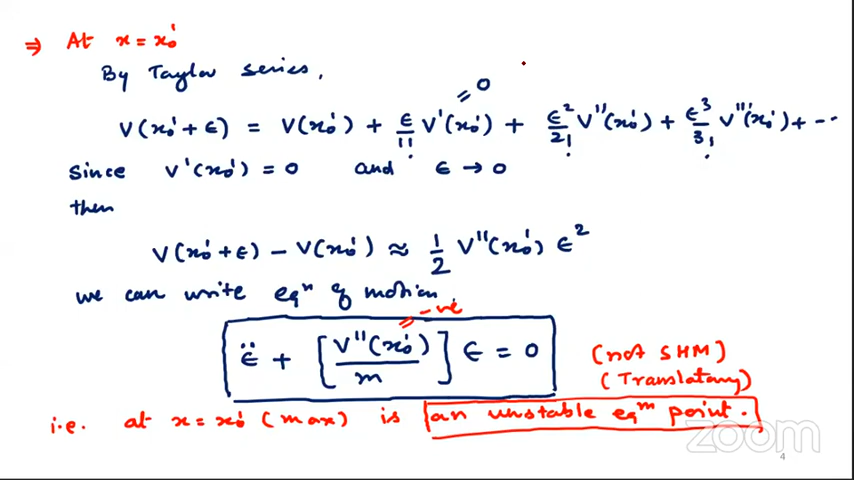 ⇒ At x = x₀'
By Taylor series,
= 0
V(x₀'+ϵ) = V(x₀') + ϵ/1! V'(x₀') + ϵ²/2! V''(x₀') + ϵ³/3! V'''(x₀') + ---
Since V'(x₀') = 0 and ϵ → 0
then
V(x₀'+ϵ) - V(x₀') ≈ 1/2 V''(x₀') ϵ²
we can write eqⁿ of motion,
= -ve
ϵ̈ + [V''(x₀')/m] ϵ = 0
(not SHM)
(Translatary)
i.e. at x = x₀' (max) is an unstable eqᵐ point.
zoom
4